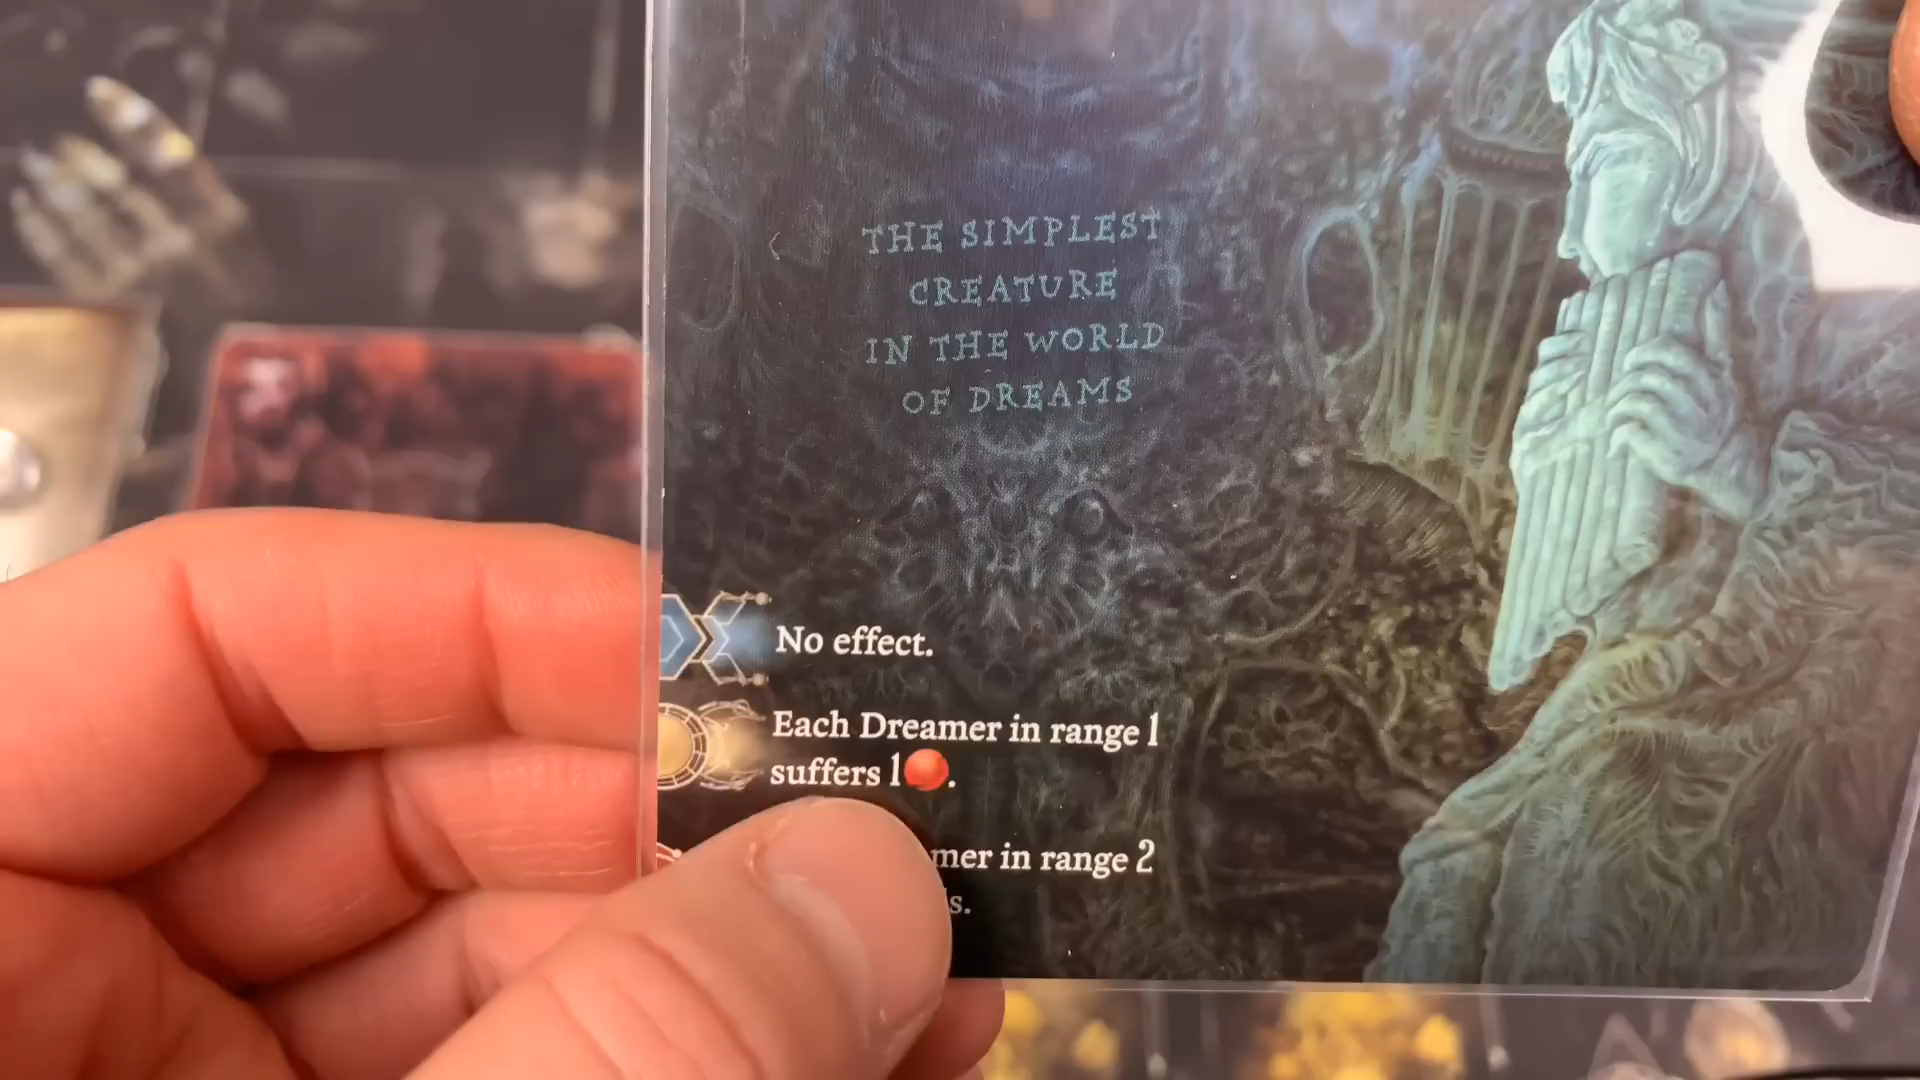 THE SIMPLEST
CREATURE
IN THE WORLD
OF DREAMS
No effect.
Each Dreamer in range 1
suffers 1.
in range 2